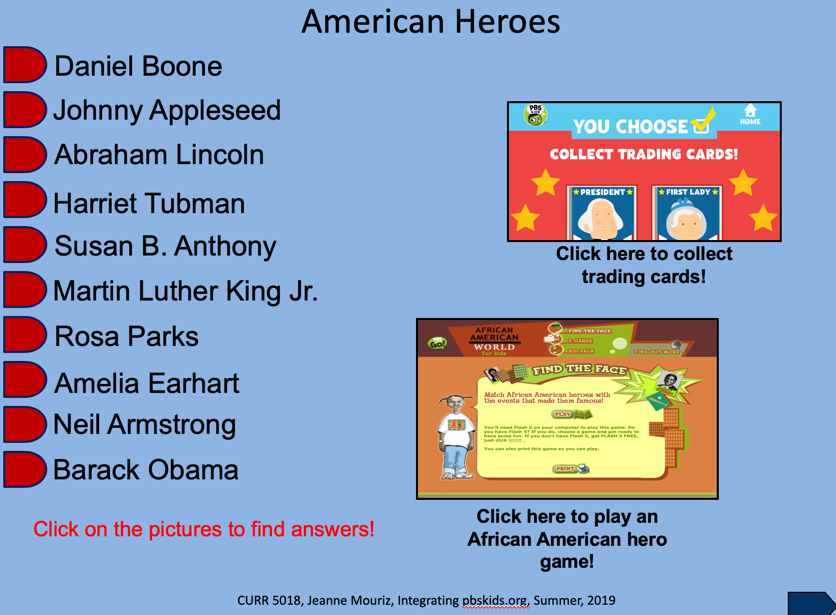 American Heroes
Daniel Boone
Johnny Appleseed
Abraham Lincoln
Harriet Tubman
Susan B. Anthony
Martin Luther King Jr.
Rosa Parks
Amelia Earhart
Neil Armstrong
Barack Obama
Click on the pictures to find answers!
PBS
KIDS
YOU CHOOSE
HOME
COLLECT TRADING CARDS!
PRESIDENT
FIRST LADY
Click here to collect
trading cards!
GO!
AFRICAN
AMERICAN
WORLD
for kids
FIND THE FACE
E-CARDS
KID TALK
FIND OUT MORE
FIND THE FACE
Match African American heroes with
the events that made them famous!
PLAY
You'll need Flash 5 on your computer to play this game. Do
you have Flash 5? If you do, choose a game and get ready to
have some fun. If you don't have Flash 5, get FLASH 5 FREE,
just click HERE.
You can also print this game so you can play.
PRINT
Click here to play an
African American hero
game!
CURR 5018, Jeanne Mouriz, Integrating pbskids.org, Summer, 2019